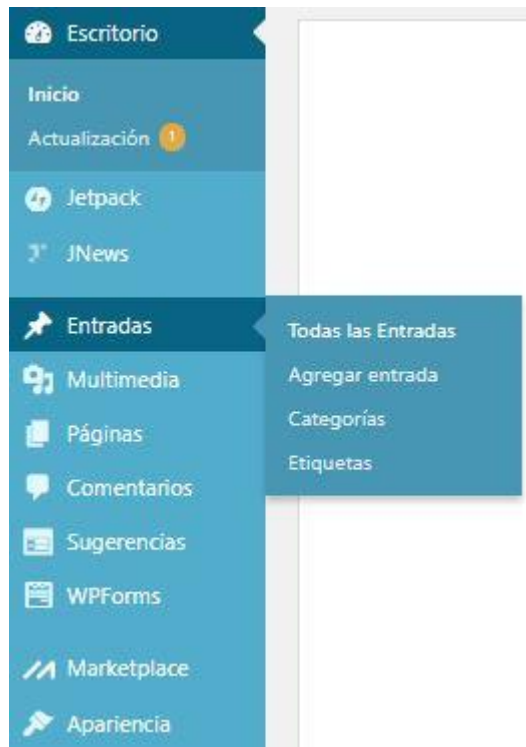 Escritorio
Inicio
Actualización 1
Jetpack
JNews
Entradas
Todas las Entradas
Agregar entrada
Categorías
Etiquetas
Multimedia
Páginas
Comentarios
Sugerencias
WPForms
Marketplace
Apariencia